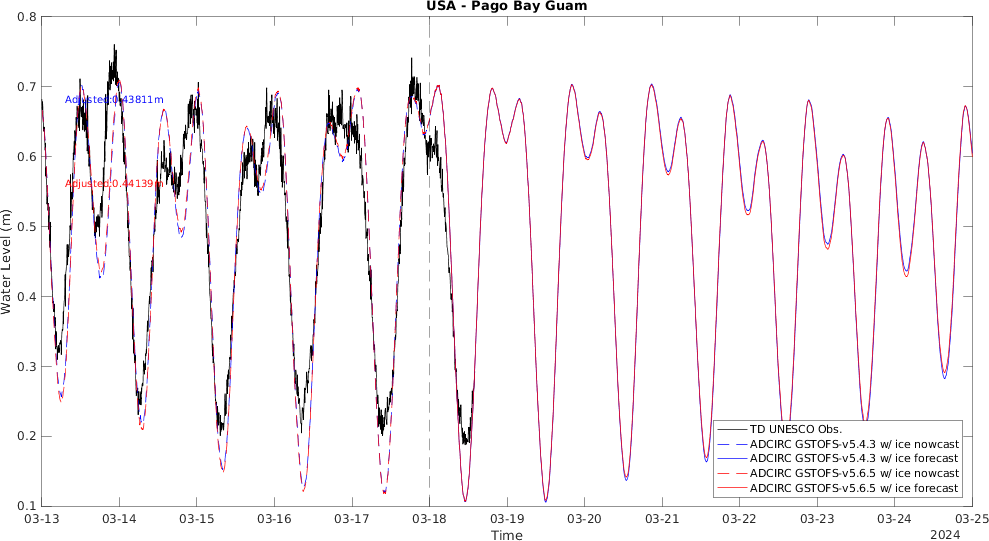 USA - Pago Bay Guam
0.8
0.7
0.6
0.5
0.4
0.3
0.2
0.1
Water Level (m)
Adjusted:0.43811m
Adjusted:0.44139m
TD UNESCO Obs.
ADCIRC GSTOFS-v5.4.3 w/ ice nowcast
ADCIRC GSTOFS-v5.4.3 w/ ice forecast
ADCIRC GSTOFS-v5.6.5 w/ ice nowcast
ADCIRC GSTOFS-v5.6.5 w/ ice forecast
03-13 03-14 03-15 03-16 03-17 03-18 03-19 03-20 03-21 03-22 03-23 03-24 03-25
Time
2024